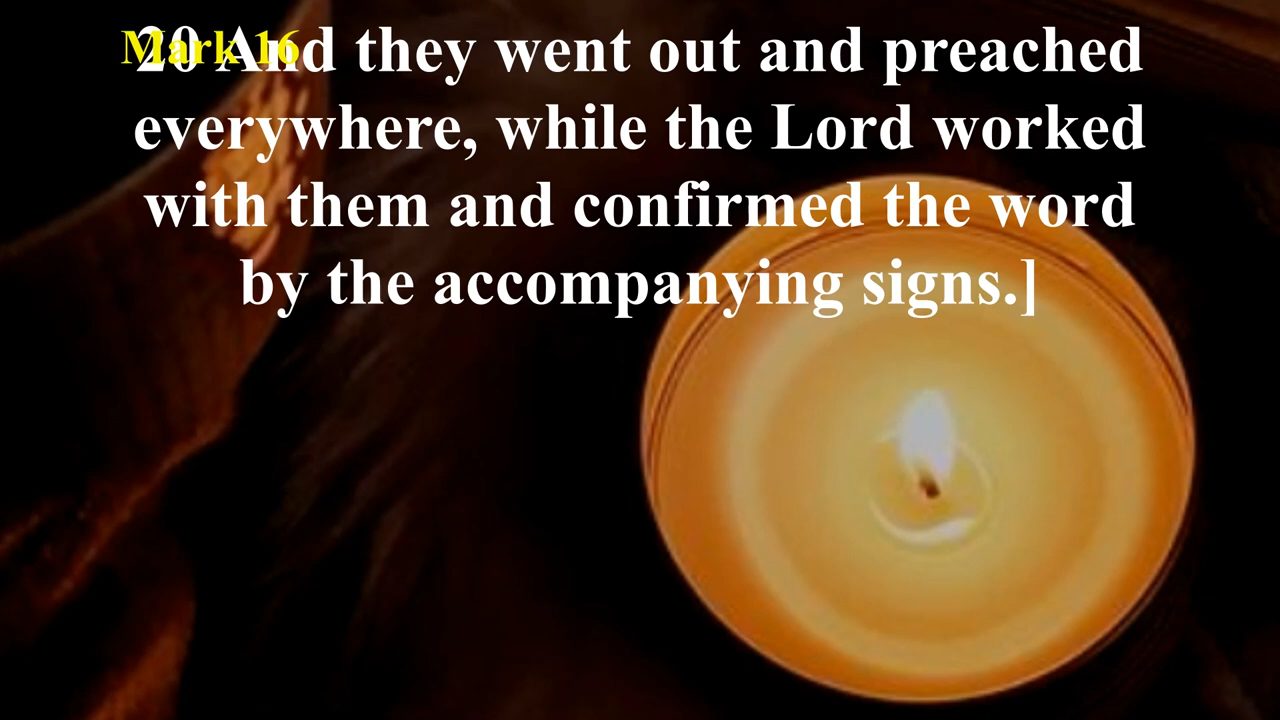 Mark 16
20 And they went out and preached
everywhere, while the Lord worked
with them and confirmed the word
by the accompanying signs.]